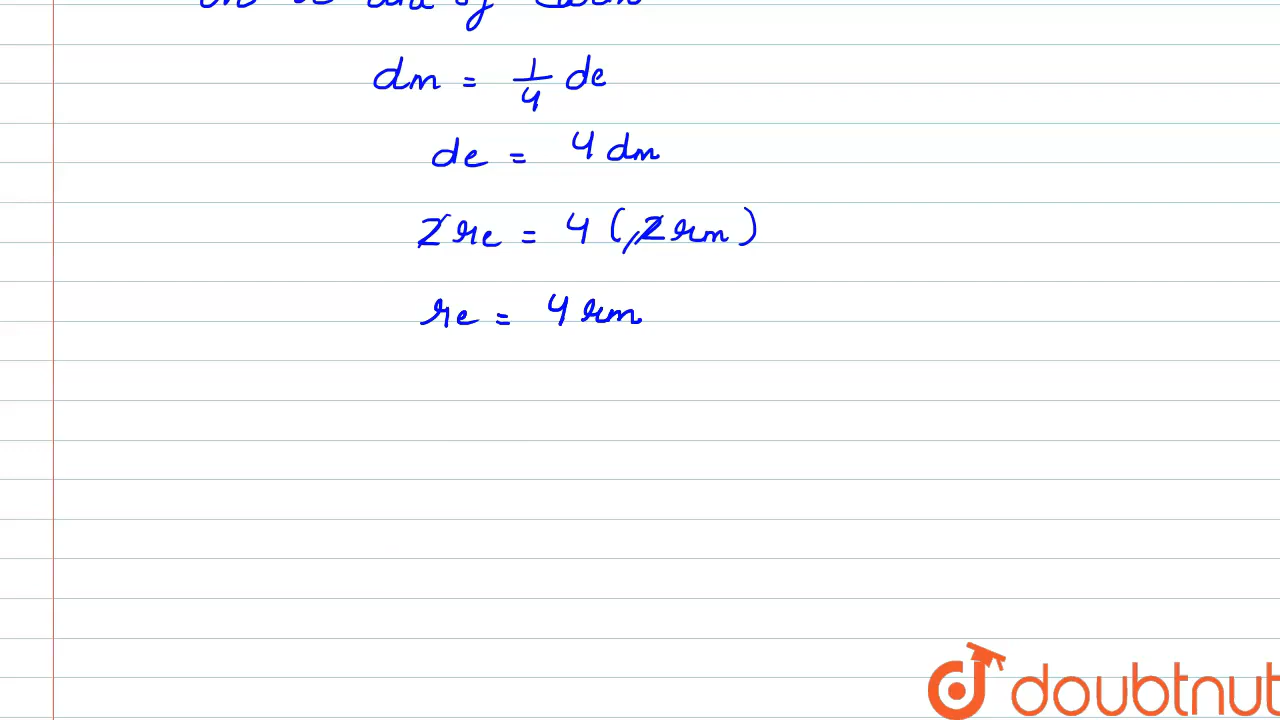 dm = 1/4 de
de = 4 dm
2re = 4 (2rm)
re = 4rm
doubtnut